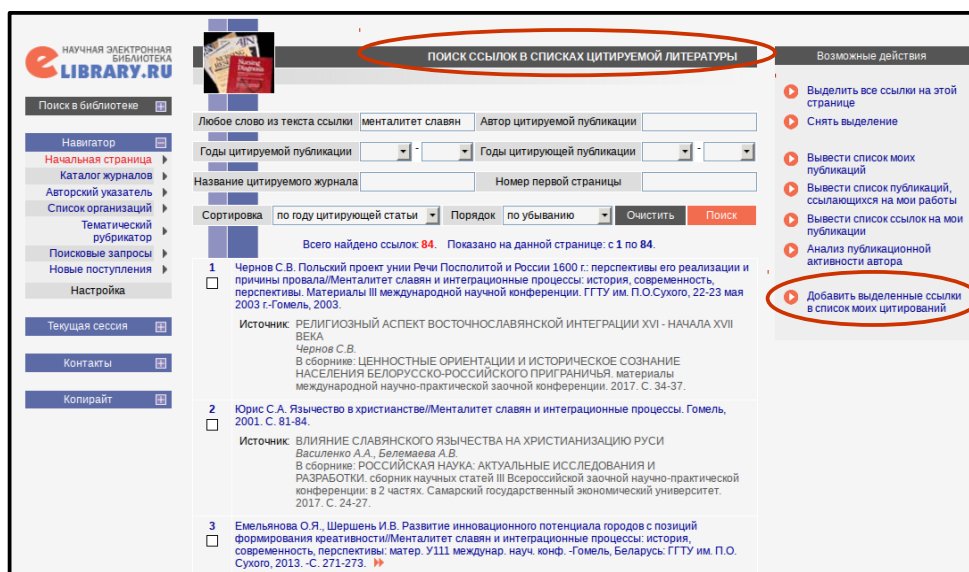 НАУЧНАЯ ЭЛЕКТРОННАЯ
БИБЛИОТЕКА
eLIBRARY.RU
Поиск в библиотеке
Навигатор
Начальная страница
Каталог журналов
Авторский указатель
Список организаций
Тематический
рубрикатор
Поисковые запросы
Новые поступления
Настройка
Текущая сессия
Контакты
Копирайт
Nursing
Diagnosis
ПОИСК ССЫЛОК В СПИСКАХ ЦИТИРУЕМОЙ ЛИТЕРАТУРЫ
Любое слово из текста ссылки менталитет славян Автор цитируемой публикации
Годы цитируемой публикации - Годы цитирующей публикации -
Название цитируемого журнала Номер первой страницы
Сортировка по году цитирующей статьи Порядок по убыванию Очистить Поиск
Всего найдено ссылок: 84. Показано на данной странице: с 1 по 84.
1 Чернов С.В. Польский проект унии Речи Посполитой и России 1600 г.: перспективы его реализации и
причины провала//Менталитет славян и интеграционные процессы: история, современность,
перспективы. Материалы III международной научной конференции. ГГТУ им. П.О.Сухого, 22-23 мая
2003 г.-Гомель, 2003.
Источник: РЕЛИГИОЗНЫЙ АСПЕКТ ВОСТОЧНОСЛАВЯНСКОЙ ИНТЕГРАЦИИ XVI - НАЧАЛА XVII
ВЕКА
Чернов С.В.
В сборнике: ЦЕННОСТНЫЕ ОРИЕНТАЦИИ И ИСТОРИЧЕСКОЕ СОЗНАНИЕ
НАСЕЛЕНИЯ БЕЛОРУССКО-РОССИЙСКОГО ПРИГРАНИЧЬЯ. материалы
международной научно-практической заочной конференции. 2017. С. 34-37.
2 Юрис С.А. Язычество в христианстве//Менталитет славян и интеграционные процессы. Гомель,
2001. С. 81-84.
Источник: ВЛИЯНИЕ СЛАВЯНСКОГО ЯЗЫЧЕСТВА НА ХРИСТИАНИЗАЦИЮ РУСИ
Василенко А.А., Белемаева А.В.
В сборнике: РОССИЙСКАЯ НАУКА: АКТУАЛЬНЫЕ ИССЛЕДОВАНИЯ И
РАЗРАБОТКИ. сборник научных статей III Всероссийской заочной научно-практической
конференции: в 2 частях. Самарский государственный экономический университет.
2017. С. 24-27.
3 Емельянова О.Я., Шершень И.В. Развитие инновационного потенциала городов с позиций
формирования креативности//Менталитет славян и интеграционные процессы: история,
современность, перспективы: матер. У111 междунар. науч. конф. -Гомель, Беларусь: ГГТУ им. П.О.
Сухого, 2013. -С. 271-273.
Возможные действия
Выделить все ссылки на этой
странице
Снять выделение
Вывести список моих
публикаций
Вывести список публикаций,
ссылающихся на мои работы
Вывести список ссылок на мои
публикации
Анализ публикационной
активности автора
Добавить выделенные ссылки
в список моих цитирований